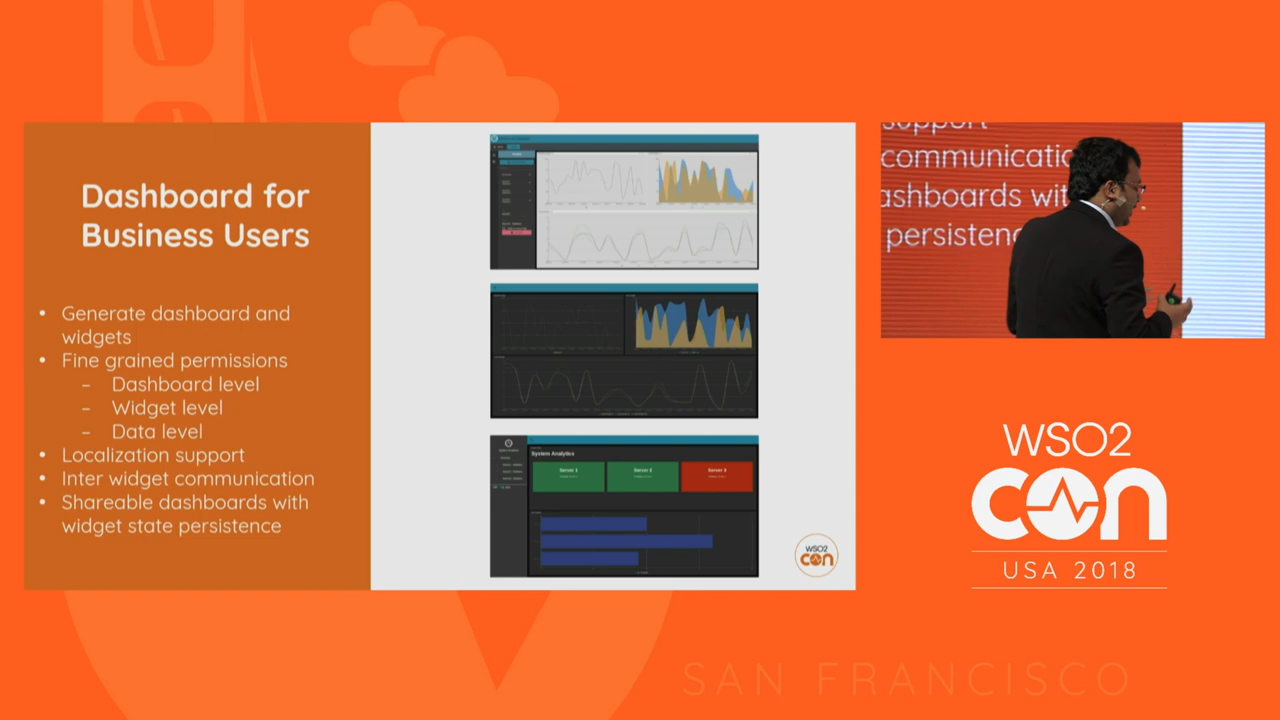 Dashboard for
Business Users
• Generate dashboard and
widgets
• Fine grained permissions
– Dashboard level
– Widget level
– Data level
• Localization support
• Inter widget communication
• Shareable dashboards with
widget state persistence
System Analytics
Server 1
Server 2
Server 3
WSO2
con
support
communicatio
ashboards wit
persistenc
WSO2
con
USA 2018
SAN FRANCISCO